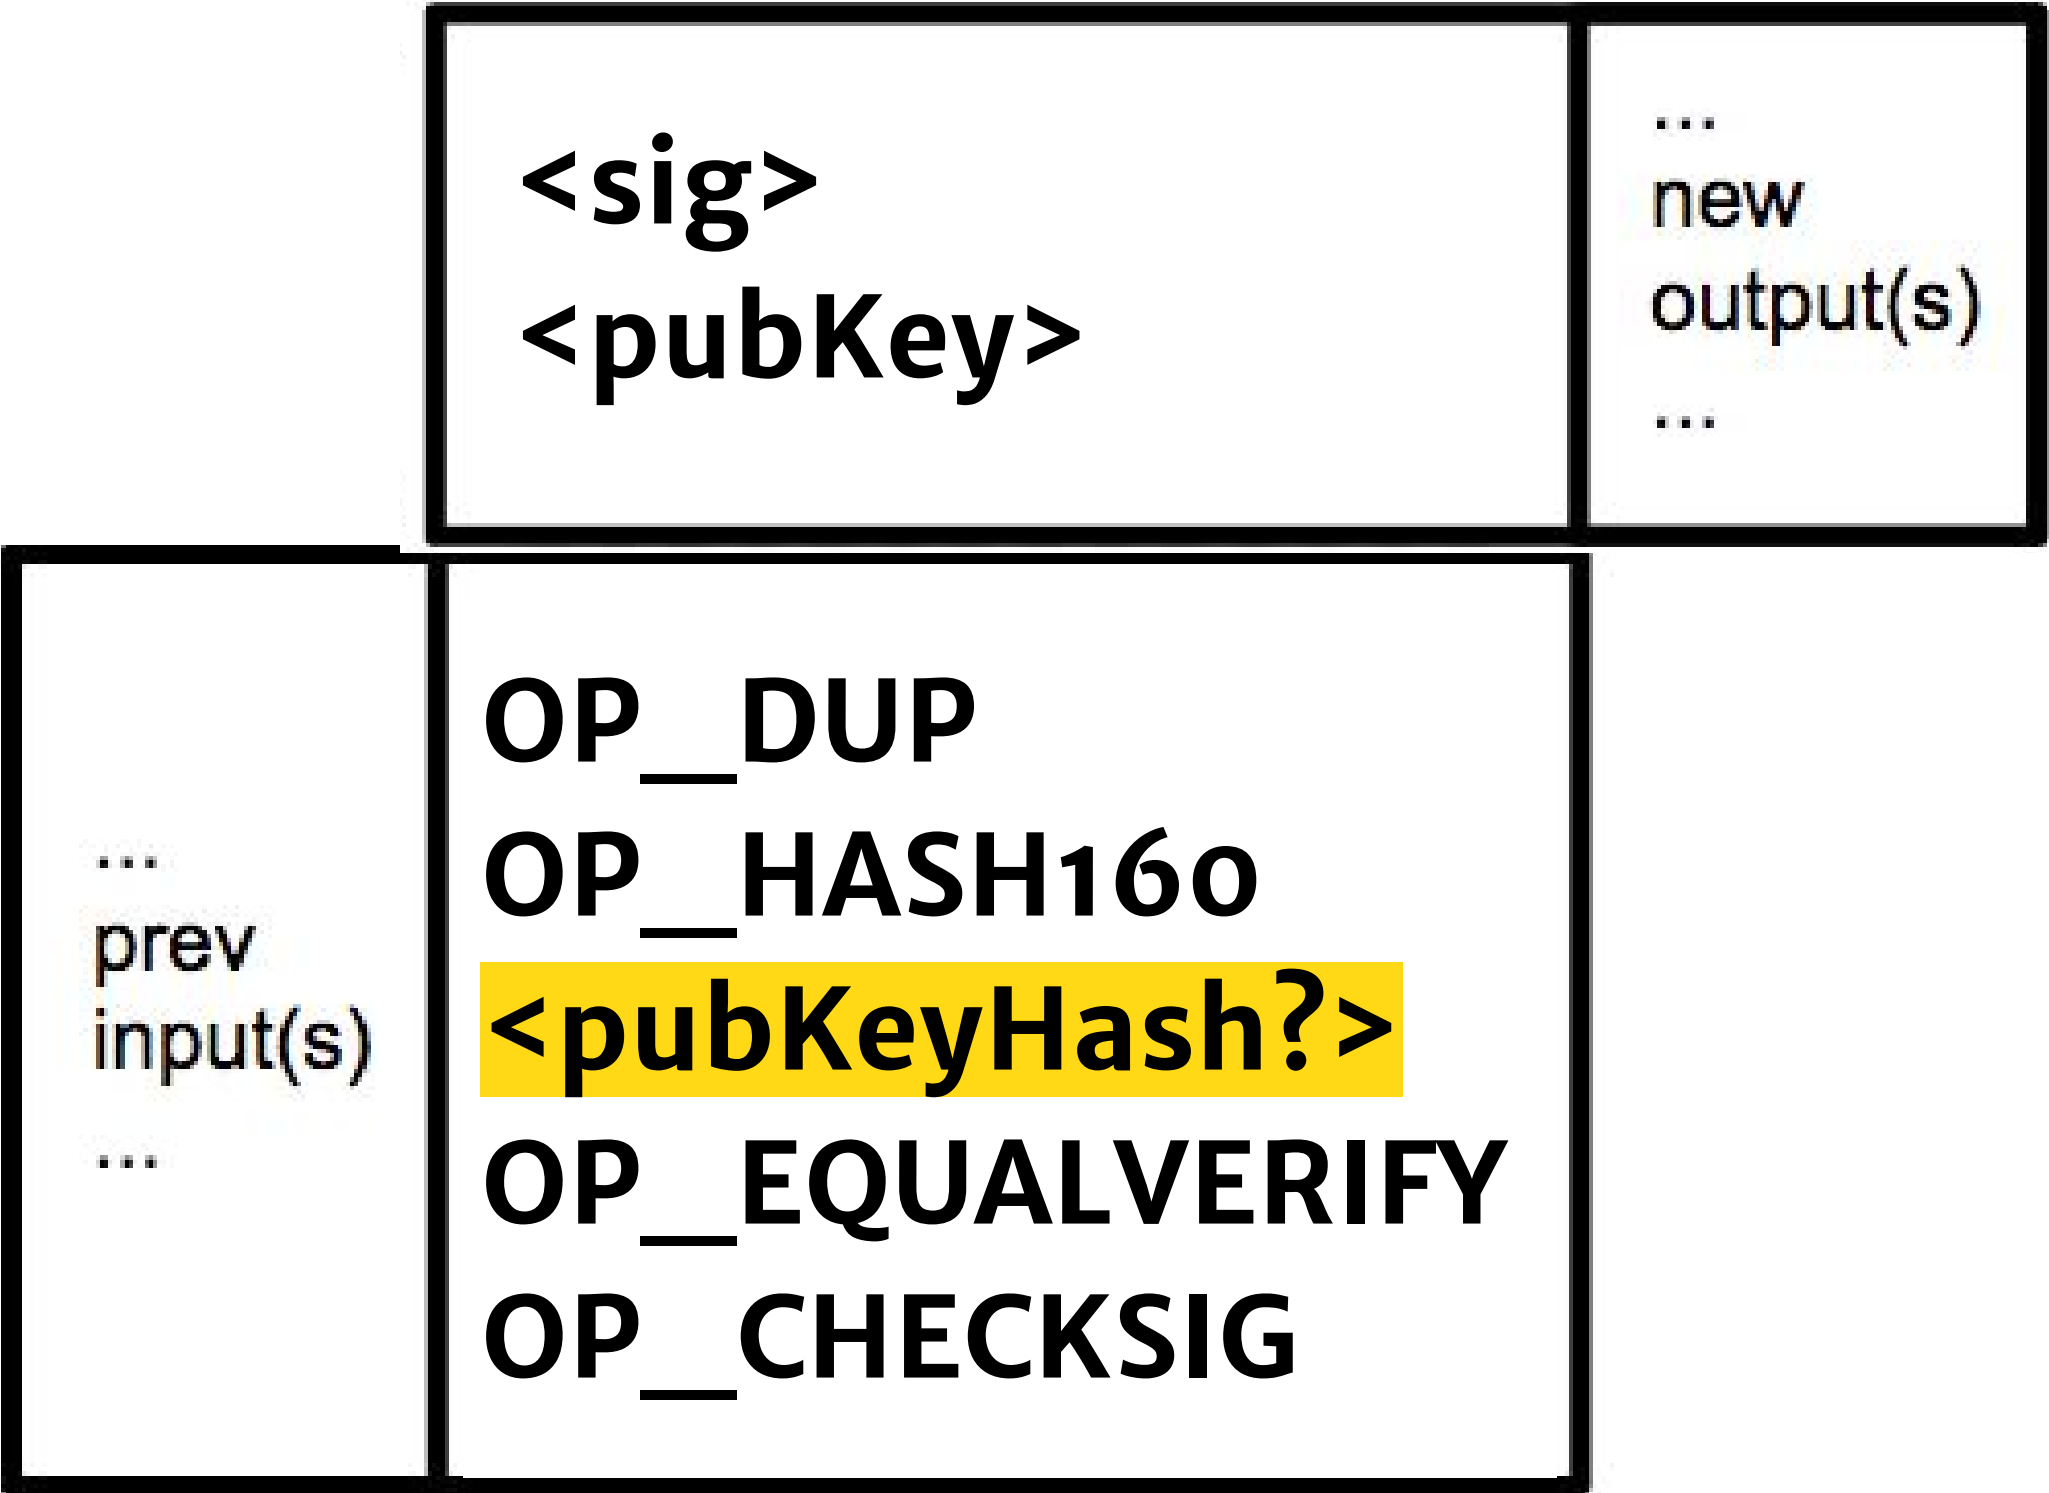 <sig>
<pubKey>
...
new
output(s)
...
...
prev
input(s)
...
OP_DUP
OP_HASH160
<pubKeyHash?>
OP_EQUALVERIFY
OP_CHECKSIG